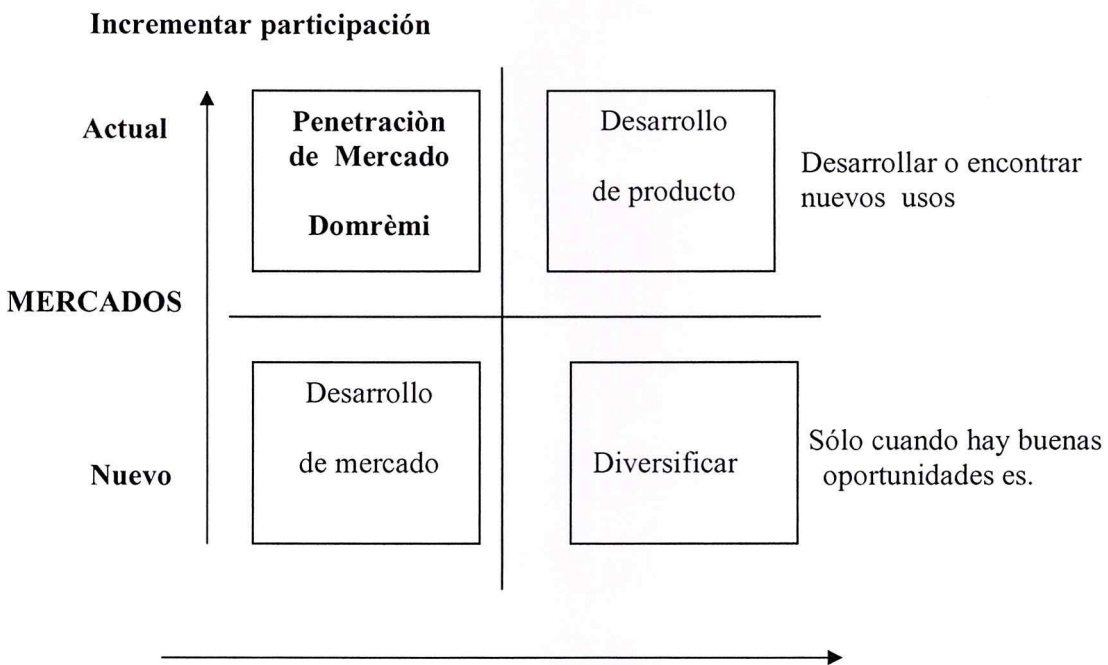 Incrementar participación
Actual
Penetraciòn
de Mercado
Domrèmi
Desarrollo
de producto
Desarrollar o encontrar
nuevos usos
MERCADOS
Nuevo
Desarrollo
de mercado
Diversificar
Sólo cuando hay buenas
oportunidades es.